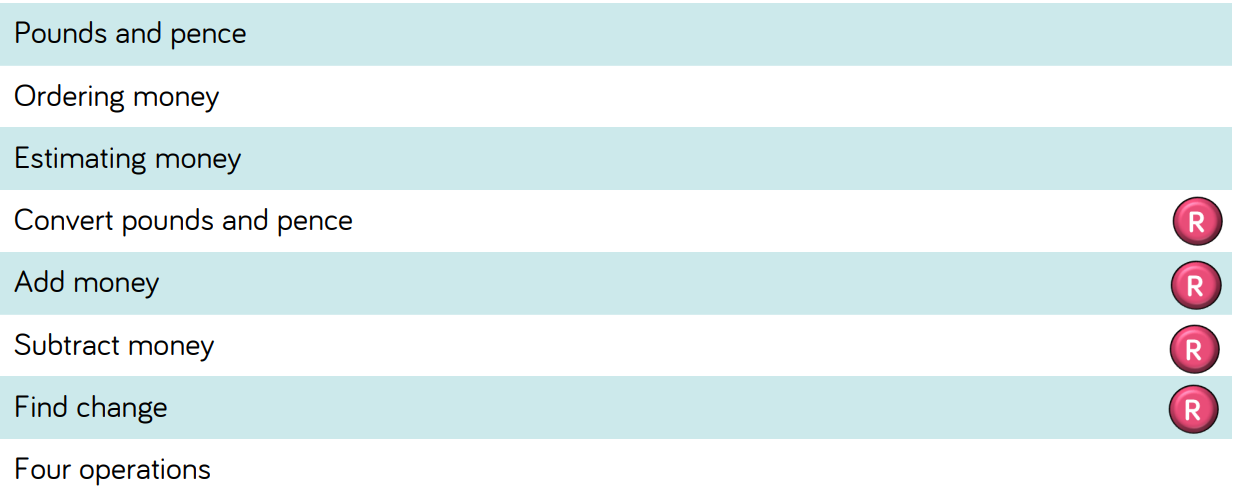 Pounds and pence
Ordering money
Estimating money
Convert pounds and pence R
Add money R
Subtract money R
Find change R
Four operations